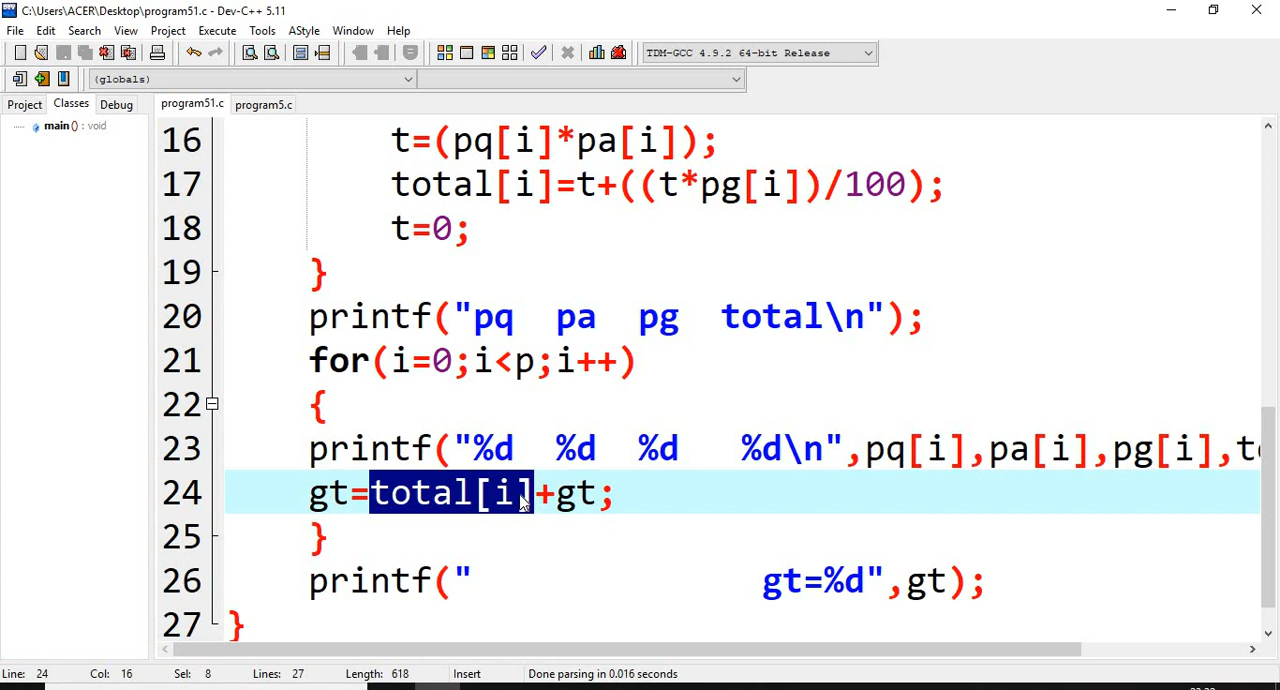 C:\Users\ACER\Desktop\program51.c - Dev-C++ 5.11
File Edit Search View Project Execute Tools AStyle Window Help
TDM-GCC 4.9.2 64-bit Release
(globals)
Project Classes Debug program51.c program5.c
main () : void
16 t=(pq[i]*pa[i]);
17 total[i]=t+((t*pg[i])/100);
18 t=0;
19 }
20 printf("pq pa pg total\n");
21 for(i=0;i<p;i++)
22 {
23 printf("%d %d %d %d\n",pq[i],pa[i],pg[i],to
24 gt=total[i]+gt;
25 }
26 printf(" gt=%d",gt);
27 }
Line: 24 Col: 16 Sel: 8 Lines: 27 Length: 618 Insert Done parsing in 0.016 seconds